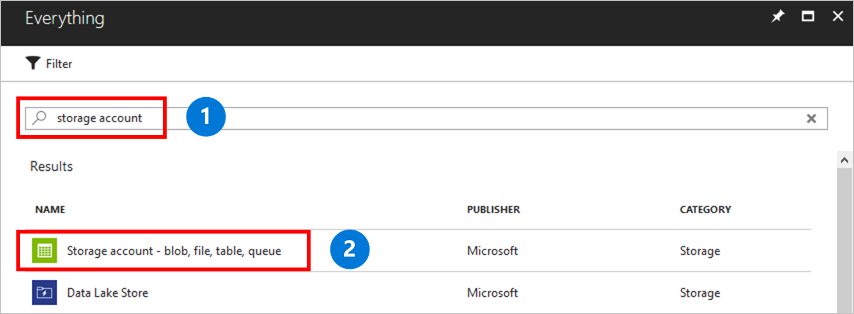 Everything
Filter
storage account 1
Results
NAME PUBLISHER CATEGORY
Storage account - blob, file, table, queue 2 Microsoft Storage
Data Lake Store Microsoft Storage